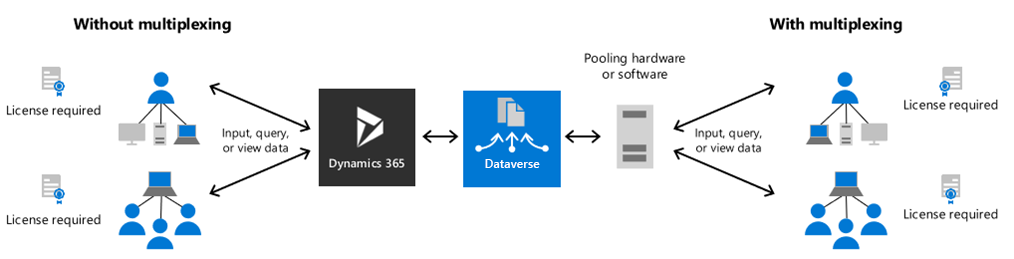 Without multiplexing
With multiplexing
Pooling hardware
or software
License required
License required
Input, query,
or view data
Dynamics 365
Dataverse
Input, query,
or view data
License required
License required